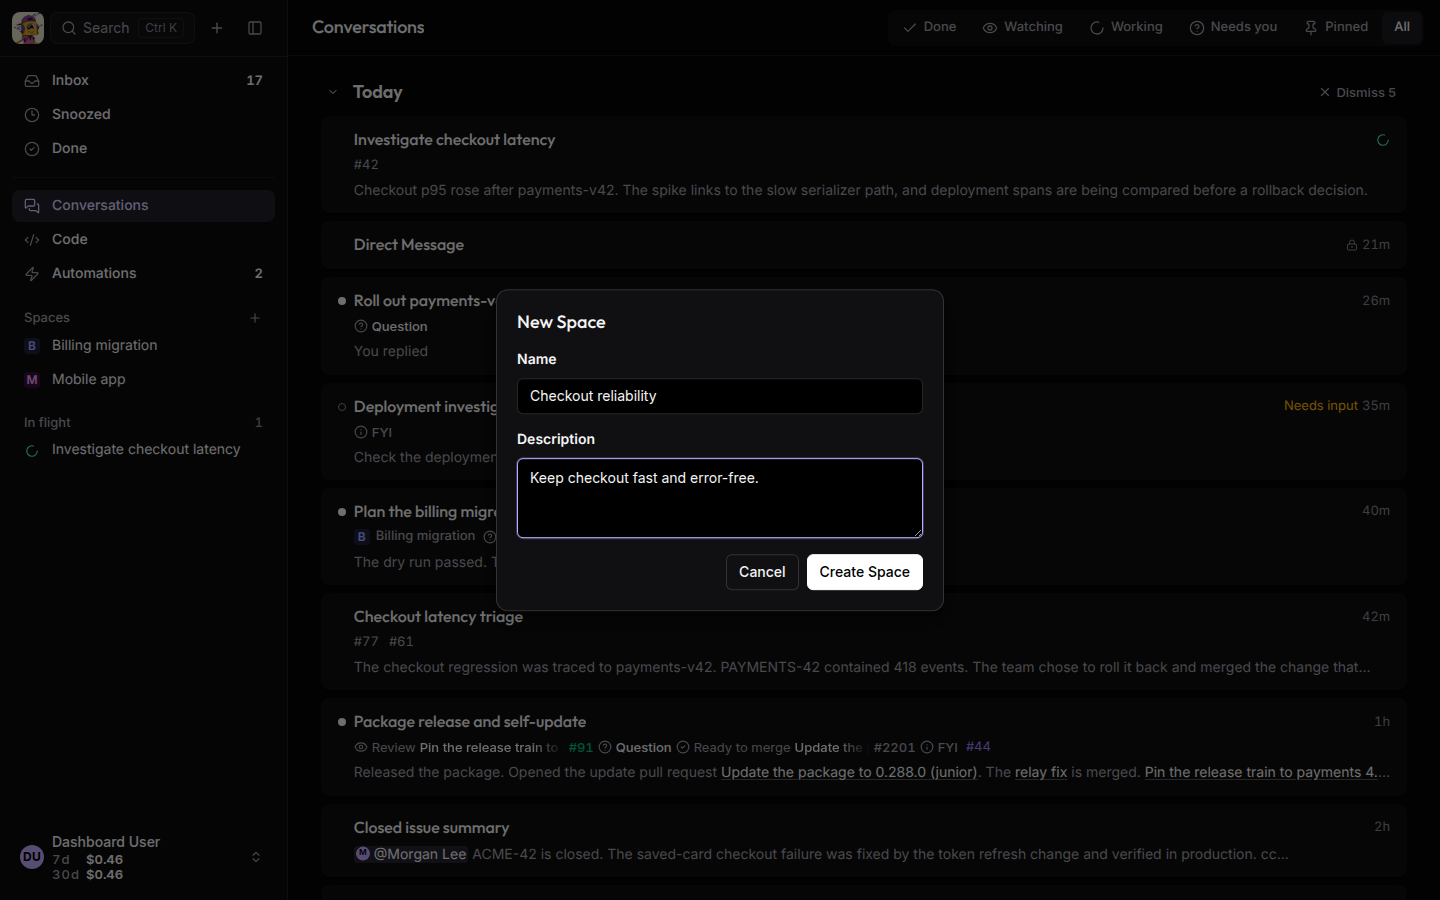 Search Ctrl K
Inbox 17
Snoozed
Done
Conversations
Code
Automations 2
Spaces
B Billing migration
M Mobile app
In flight 1
Investigate checkout latency
DU Dashboard User
7d $0.46
30d $0.46
Conversations
Done Watching Working Needs you Pinned All
Today Dismiss 5
Investigate checkout latency
#42
Checkout p95 rose after payments-v42. The spike links to the slow serializer path, and deployment spans are being compared before a rollback decision.
Direct Message 21m
Roll out payments-v 26m
Question
You replied
Deployment investig Needs input 35m
FYI
Check the deploymen
Plan the billing migr 40m
B Billing migration
The dry run passed.
New Space
Name
Checkout reliability
Description
Keep checkout fast and error-free.
Cancel Create Space
Checkout latency triage 42m
#77 #61
The checkout regression was traced to payments-v42. PAYMENTS-42 contained 418 events. The team chose to roll it back and merged the change that...
Package release and self-update 1h
Review Pin the release train to #91 Question Ready to merge Update the #2201 FYI #44
Released the package. Opened the update pull request Update the package to 0.288.0 (junior). The relay fix is merged. Pin the release train to payments 4....
Closed issue summary 2h
M @Morgan Lee ACME-42 is closed. The saved-card checkout failure was fixed by the token refresh change and verified in production. cc...